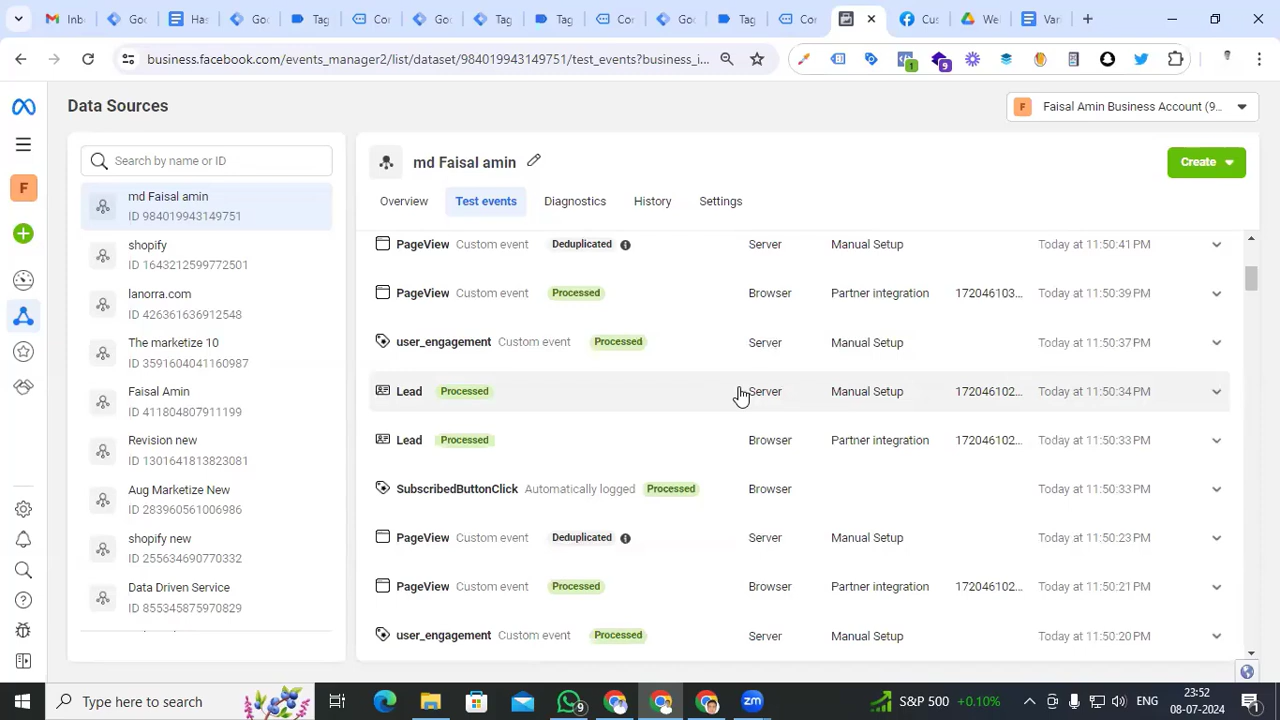 Inb
Go
Has
Go
Tag
Co
Go
Tag
Tag
Co
Go
Tag
Co
Cus
We
Var
business.facebook.com/events_manager2/list/dataset/984019943149751/test_events?business_i...
1
9
Data Sources
F
Faisal Amin Business Account (9...
Search by name or ID
md Faisal amin
ID 984019943149751
shopify
ID 1643212599772501
lanorra.com
ID 426361636912548
The marketize 10
ID 3591604041160987
Faisal Amin
ID 411804807911199
Revision new
ID 1301641813823081
Aug Marketize New
ID 283960561006986
shopify new
ID 255634690770332
Data Driven Service
ID 855345875970829
F
md Faisal amin
Create
Overview
Test events
Diagnostics
History
Settings
PageView Custom event Deduplicated Server Manual Setup Today at 11:50:41 PM
PageView Custom event Processed Browser Partner integration 172046103... Today at 11:50:39 PM
user_engagement Custom event Processed Server Manual Setup Today at 11:50:37 PM
Lead Processed Server Manual Setup 172046102... Today at 11:50:34 PM
Lead Processed Browser Partner integration 172046102... Today at 11:50:33 PM
SubscribedButtonClick Automatically logged Processed Browser Today at 11:50:33 PM
PageView Custom event Deduplicated Server Manual Setup Today at 11:50:23 PM
PageView Custom event Processed Browser Partner integration 172046102... Today at 11:50:21 PM
user_engagement Custom event Processed Server Manual Setup Today at 11:50:20 PM
Type here to search
9
zm
S&P 500 +0.10%
ENG
23:52
08-07-2024
1